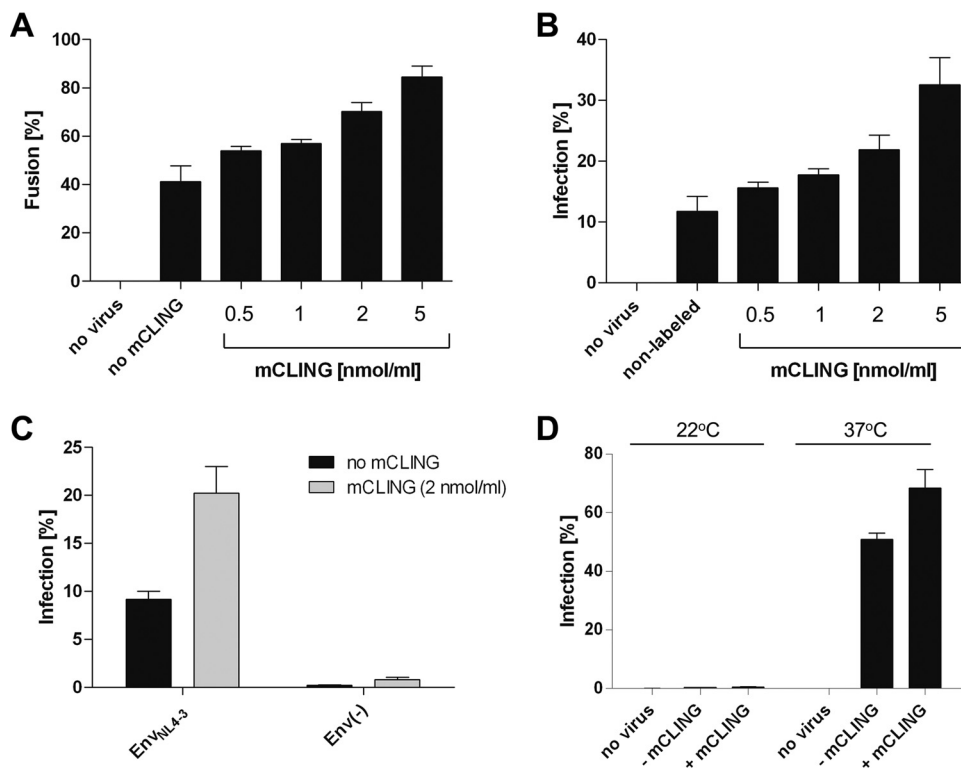 A
Fusion [%]
100
80
60
40
20
0
no virus
no mCLING
0.5
1
2
5
mCLING [nmol/ml]
B
Infection [%]
40
30
20
10
0
no virus
non-labeled
0.5
1
2
5
mCLING [nmol/ml]
C
Infection [%]
25
20
15
10
5
0
no mCLING
mCLING (2 nmol/ml)
EnvNL4-3
Env(-)
D
22°C
37°C
Infection [%]
80
60
40
20
0
no virus
- mCLING
+ mCLING
no virus
- mCLING
+ mCLING